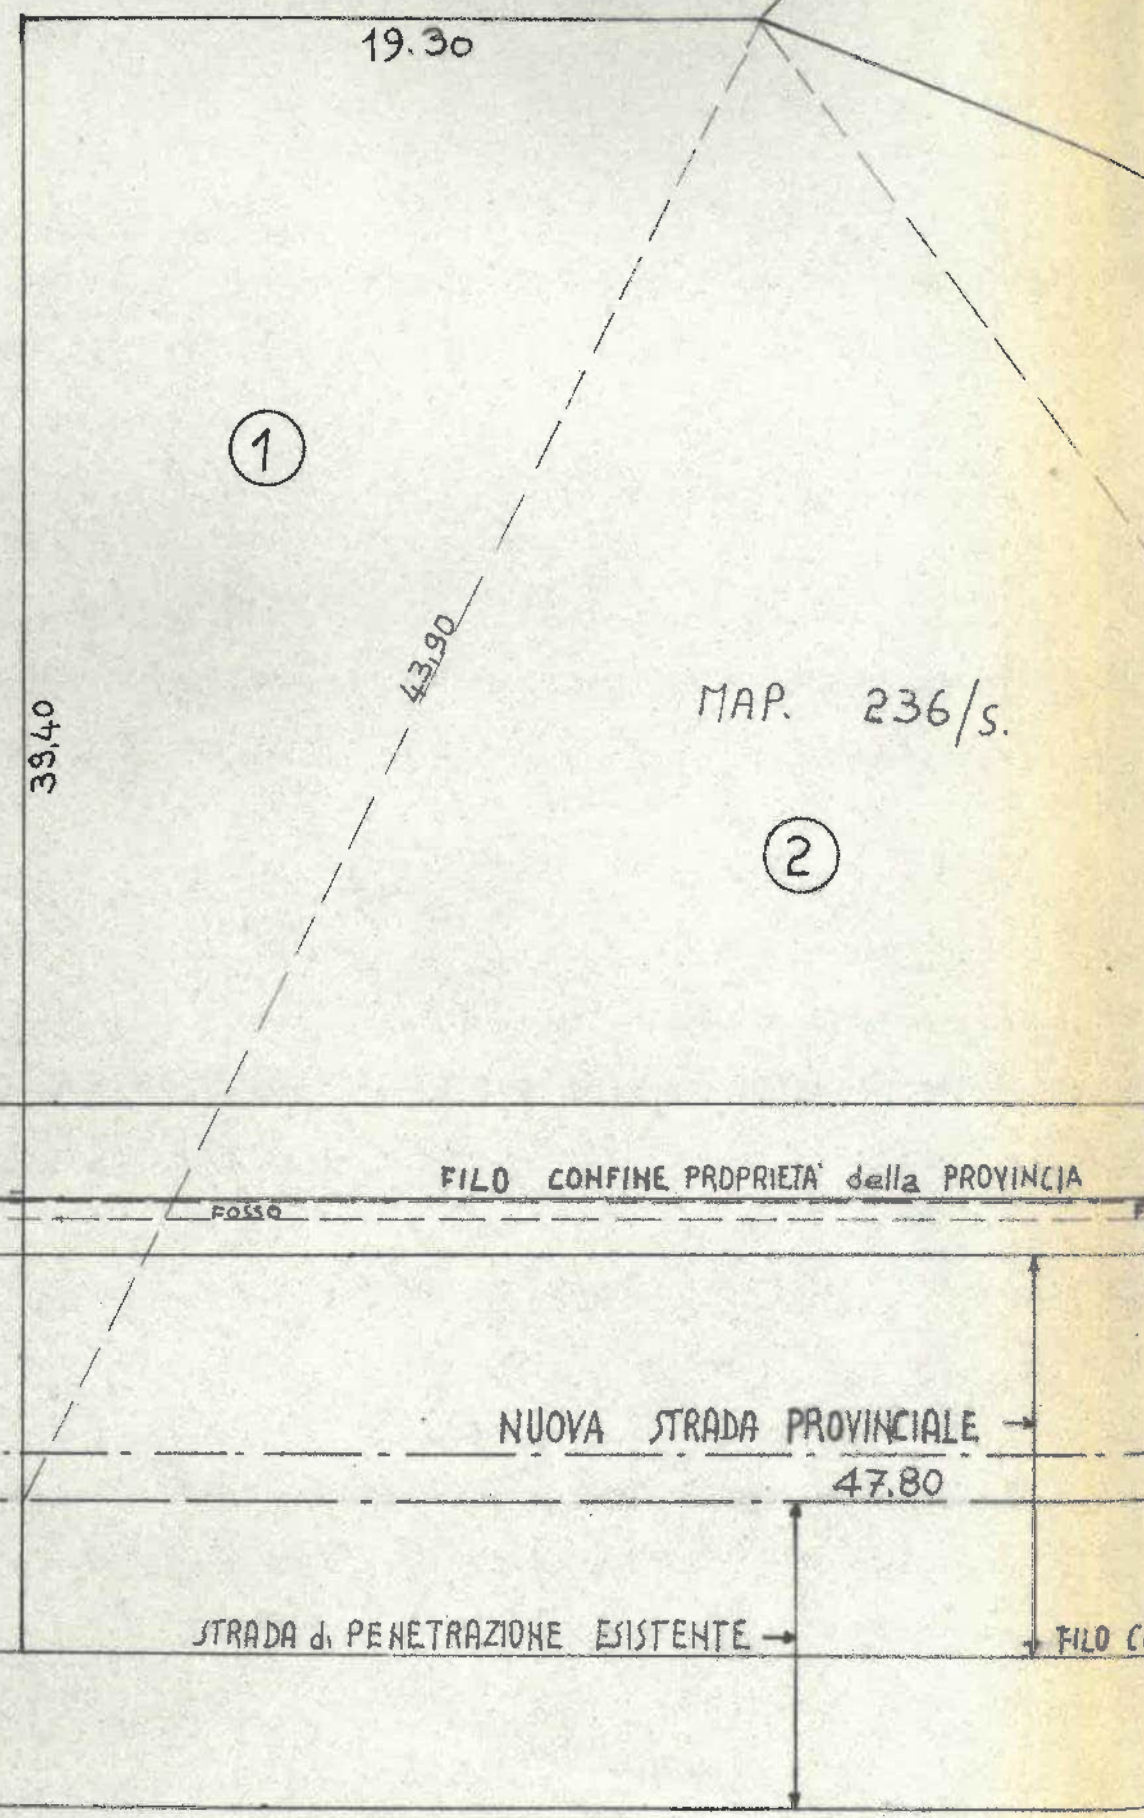 19.30
1
43,90
MAP. 236/S.
39,40
2
FILO CONFINE PROPRIETA' della PROVINCIA
FOSSO
F
NUOVA STRADA PROVINCIALE
47.80
STRADA di PENETRAZIONE ESISTENTE
FILO C